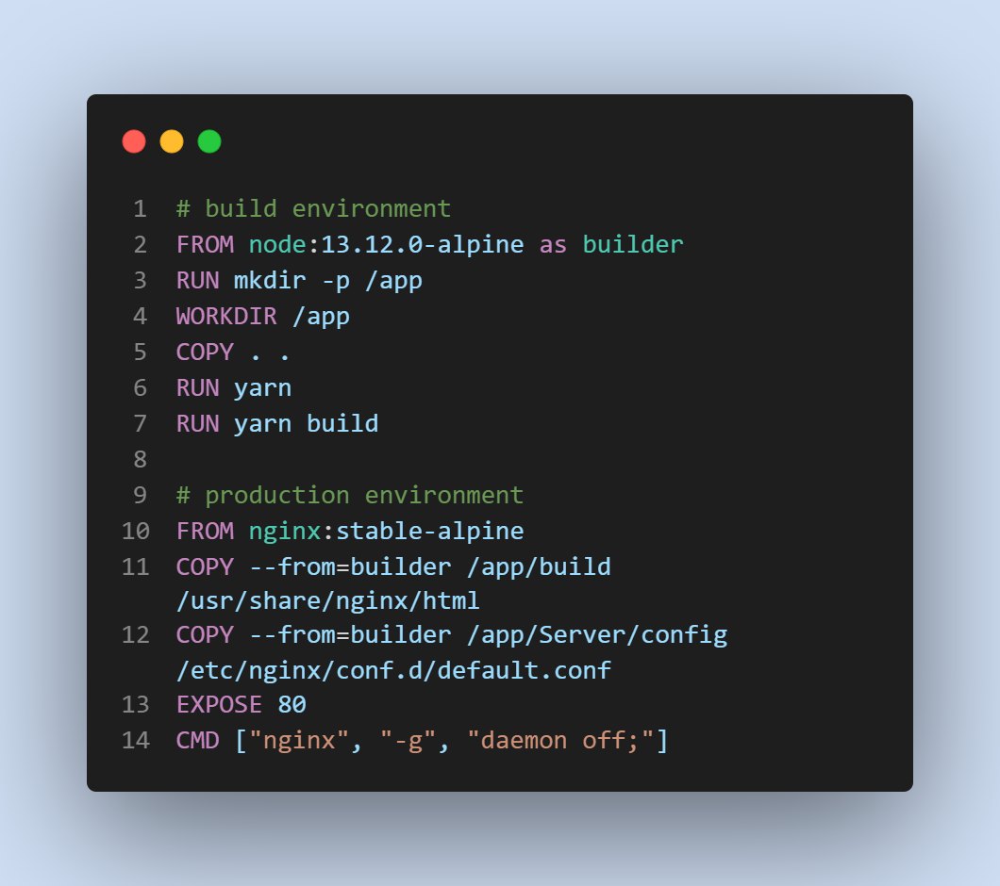 1 # build environment
2 FROM node:13.12.0-alpine as builder
3 RUN mkdir -p /app
4 WORKDIR /app
5 COPY . .
6 RUN yarn
7 RUN yarn build
8
9 # production environment
10 FROM nginx:stable-alpine
11 COPY --from=builder /app/build
/usr/share/nginx/html
12 COPY --from=builder /app/Server/config
/etc/nginx/conf.d/default.conf
13 EXPOSE 80
14 CMD ["nginx", "-g", "daemon off;"]